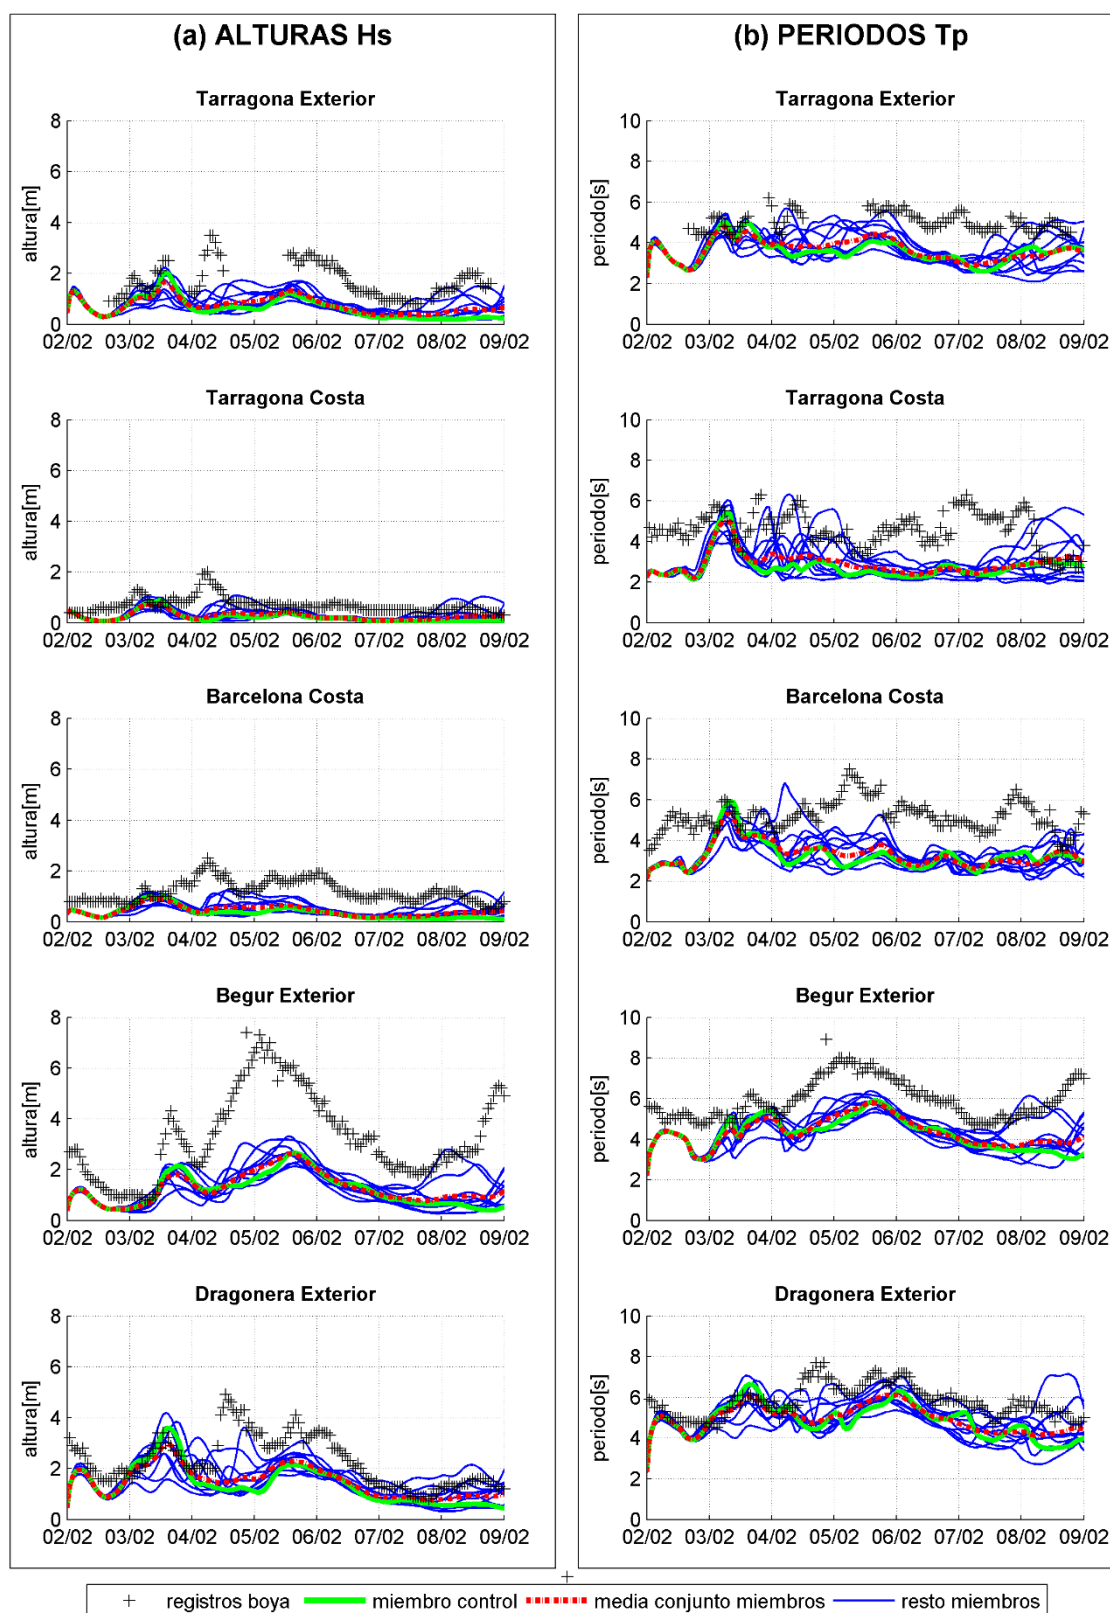 (a) ALTURAS Hs
Tarragona Exterior
altura[m]
8
6
4
2
0
02/02 03/02 04/02 05/02 06/02 07/02 08/02 09/02
Tarragona Costa
altura[m]
8
6
4
2
0
02/02 03/02 04/02 05/02 06/02 07/02 08/02 09/02
Barcelona Costa
altura[m]
8
6
4
2
0
02/02 03/02 04/02 05/02 06/02 07/02 08/02 09/02
Begur Exterior
altura[m]
8
6
4
2
0
02/02 03/02 04/02 05/02 06/02 07/02 08/02 09/02
Dragonera Exterior
altura[m]
8
6
4
2
0
02/02 03/02 04/02 05/02 06/02 07/02 08/02 09/02
(b) PERIODOS Tp
Tarragona Exterior
periodo[s]
10
8
6
4
2
0
02/02 03/02 04/02 05/02 06/02 07/02 08/02 09/02
Tarragona Costa
periodo[s]
10
8
6
4
2
0
02/02 03/02 04/02 05/02 06/02 07/02 08/02 09/02
Barcelona Costa
periodo[s]
10
8
6
4
2
0
02/02 03/02 04/02 05/02 06/02 07/02 08/02 09/02
Begur Exterior
periodo[s]
10
8
6
4
2
0
02/02 03/02 04/02 05/02 06/02 07/02 08/02 09/02
Dragonera Exterior
periodo[s]
10
8
6
4
2
0
02/02 03/02 04/02 05/02 06/02 07/02 08/02 09/02
registros boya miembro control media conjunto miembros resto miembros